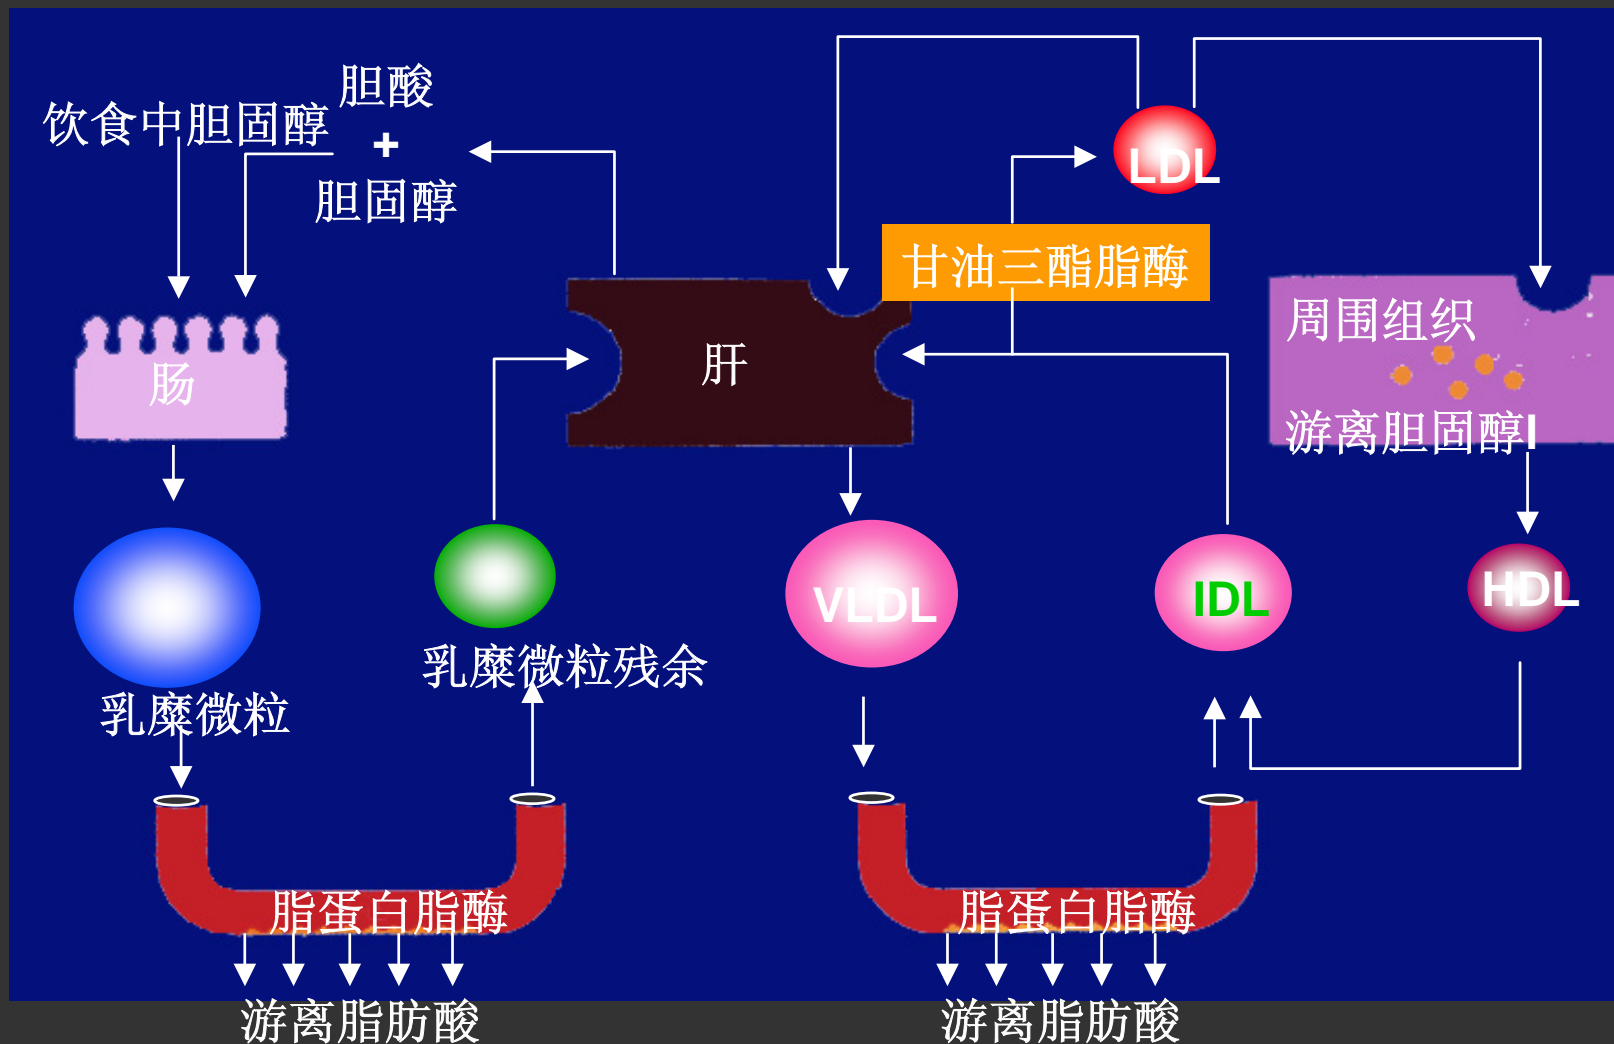 胆酸
饮食中胆固醇
+
胆固醇
LDL
甘油三酯脂酶
周围组织
肝
肠
游离胆固醇
VLDL
IDL
HDL
乳糜微粒残余
乳糜微粒
脂蛋白脂酶
脂蛋白脂酶
游离脂肪酸
游离脂肪酸